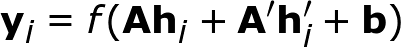 𝐲ᵢ = f(𝐀𝐡ᵢ + 𝐀′𝐡′ᵢ + 𝐛)